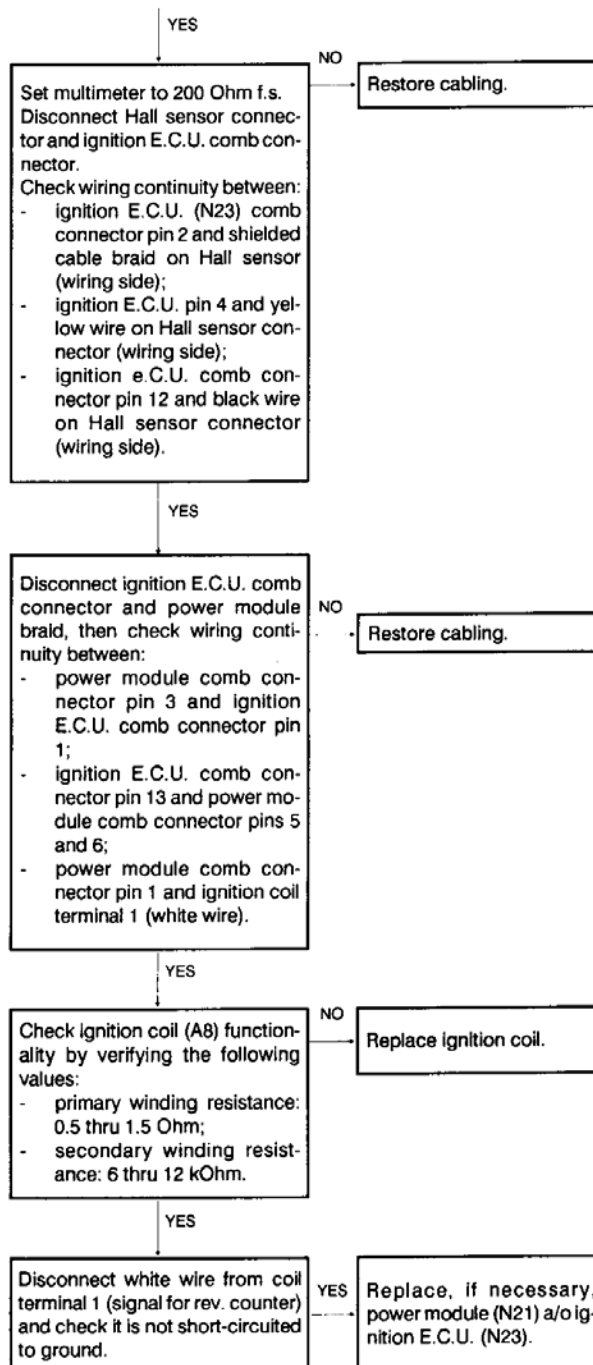 YES
NO
Set multimeter to 200 Ohm f.s.
Disconnect Hall sensor connec-
tor and ignition E.C.U. comb con-
nector.
Check wiring continuity between:
- ignition E.C.U. (N23) comb
connector pin 2 and shielded
cable braid on Hall sensor
(wiring side);
- ignition E.C.U. pin 4 and yel-
low wire on Hall sensor con-
nector (wiring side);
- ignition e.C.U. comb con-
nector pin 12 and black wire
on Hall sensor connector
(wiring side).
Restore cabling.
YES
NO
Disconnect ignition E.C.U. comb
connector and power module
braid, then check wiring conti-
nuity between:
- power module comb con-
nector pin 3 and ignition
E.C.U. comb connector pin
1;
- ignition E.C.U. comb con-
nector pin 13 and power mo-
dule comb connector pins 5
and 6;
- power module comb con-
nector pin 1 and ignition coil
terminal 1 (white wire).
Restore cabling.
YES
NO
Check ignition coil (A8) function-
ality by verifying the following
values:
- primary winding resistance:
0.5 thru 1.5 Ohm;
- secondary winding resist-
ance: 6 thru 12 kOhm.
Replace ignition coil.
YES
Disconnect white wire from coil
terminal 1 (signal for rev. counter)
and check it is not short-circuited
to ground.
YES
Replace, if necessary,
power module (N21) a/o ig-
nition E.C.U. (N23).